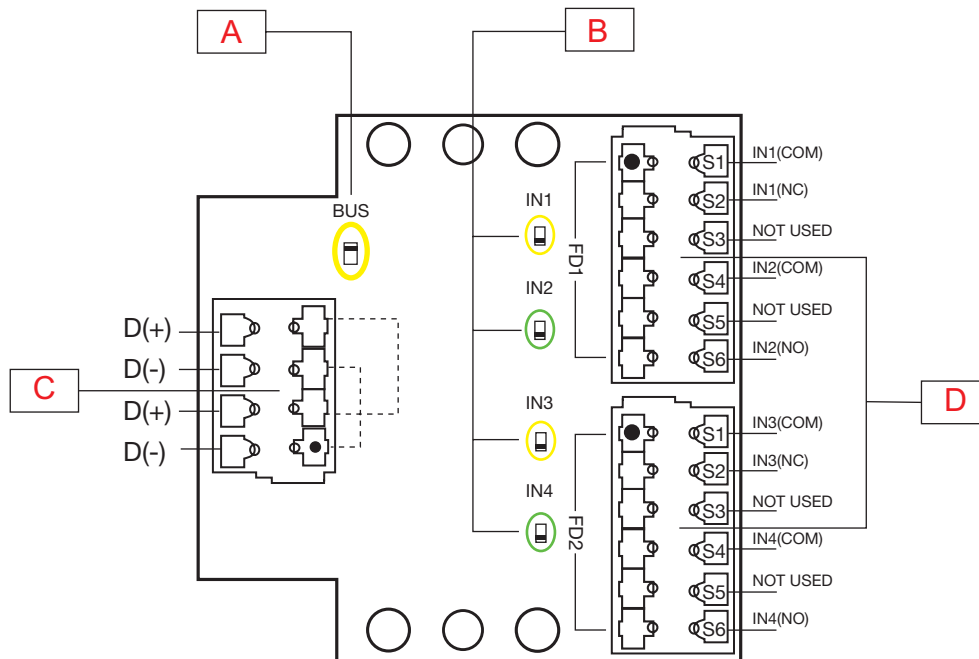 A
B
BUS
IN1
IN2
IN3
IN4
FD1
FD2
D(+)
D(-)
D(+)
D(-)
C
S1 IN1(COM)
S2 IN1(NC)
S3 NOT USED
S4 IN2(COM)
S5 NOT USED
S6 IN2(NO)
D
S1 IN3(COM)
S2 IN3(NC)
S3 NOT USED
S4 IN4(COM)
S5 NOT USED
S6 IN4(NO)